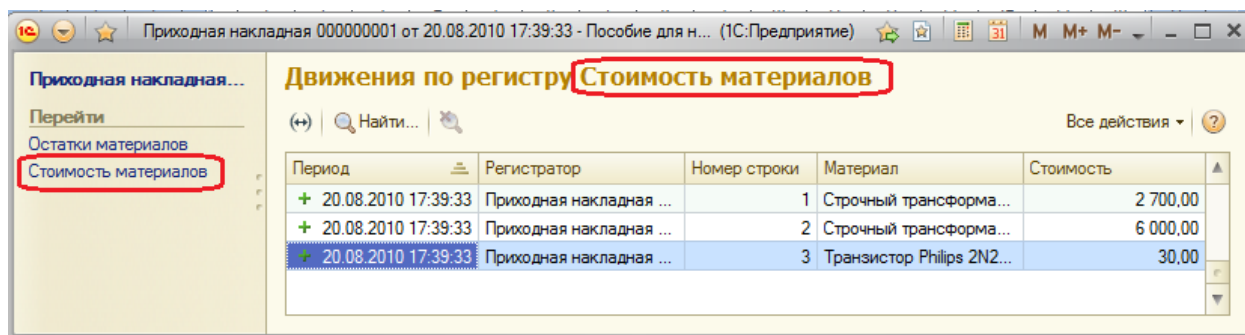 Приходная накладная 000000001 от 20.08.2010 17:39:33 - Пособие для н... (1С:Предприятие) 31 M M+ M-
Приходная накладная...
Перейти
Остатки материалов
Стоимость материалов
Движения по регистру Стоимость материалов
Найти... Все действия
Период Регистратор Номер строки Материал Стоимость
20.08.2010 17:39:33 Приходная накладная ... 1 Строчный трансформа... 2 700,00
20.08.2010 17:39:33 Приходная накладная ... 2 Строчный трансформа... 6 000,00
20.08.2010 17:39:33 Приходная накладная ... 3 Транзистор Philips 2N2... 30,00